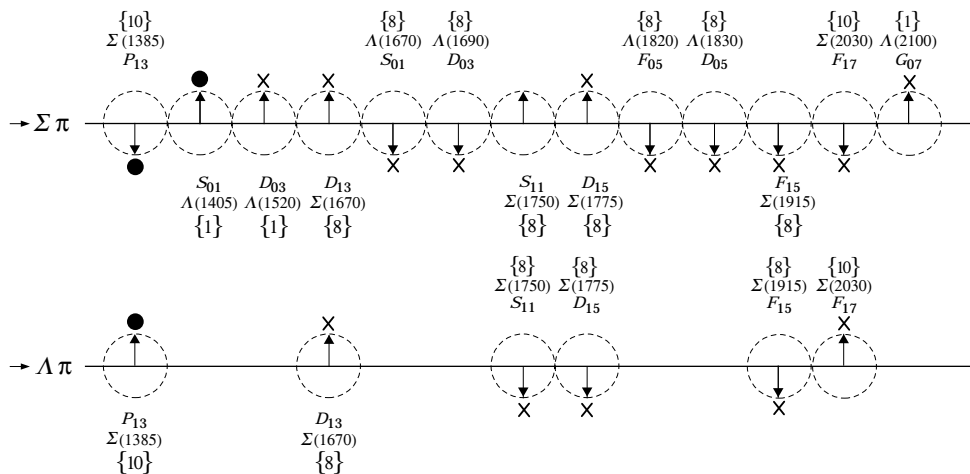 {10} {8} {8} {8} {8} {10} {1}
Σ(1385) Λ(1670) Λ(1690) Λ(1820) Λ(1830) Σ(2030) Λ(2100)
P13 S01 D03 F05 D05 F17 G07
→ Σ π
S01 D03 D13 S11 D15 F15
Λ(1405) Λ(1520) Σ(1670) Σ(1750) Σ(1775) Σ(1915)
{1} {1} {8} {8} {8} {8}
{8} {8} {8} {10}
Σ(1750) Σ(1775) Σ(1915) Σ(2030)
S11 D15 F15 F17
→ Λ π
P13 D13
Σ(1385) Σ(1670)
{10} {8}